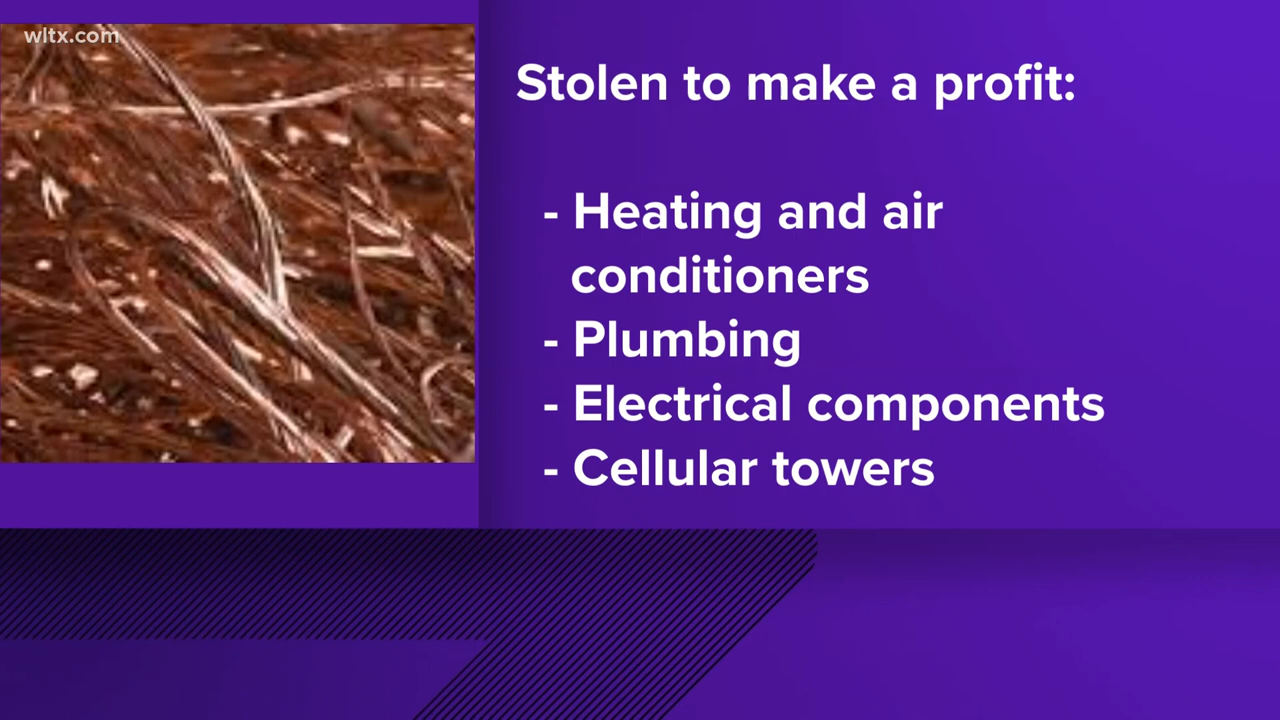 wltx.com
Stolen to make a profit:
- Heating and air
conditioners
- Plumbing
- Electrical components
- Cellular towers